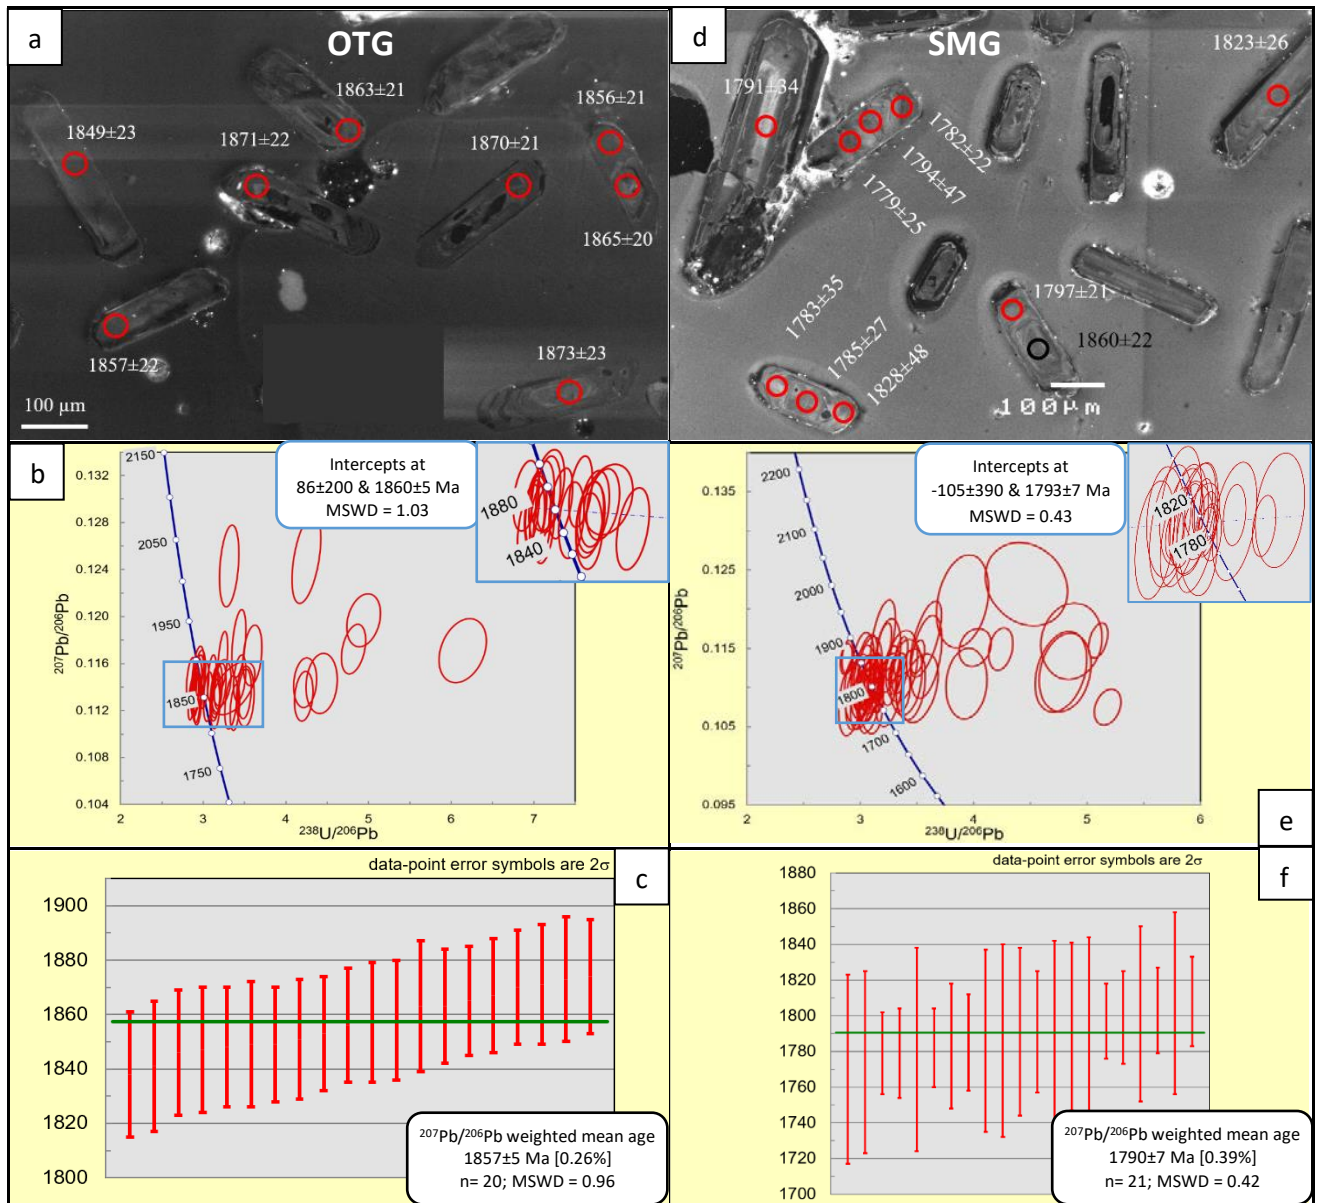 a
OTG
1863±21
1856±21
1849±23
1871±22
1870±21
1865±20
1857±22
1873±23
100 µm
d
SMG
1823±26
1791±34
1782±22
1794±47
1779±25
1783±35
1785±27
1828±48
1797±21
1860±22
100µm
b
Intercepts at
86±200 & 1860±5 Ma
MSWD = 1.03
1880
1840
2150
2050
1950
1850
1750
0.132
0.128
0.124
0.120
0.116
0.112
0.108
0.104
207Pb/206Pb
2
3
4
5
6
7
238U/206Pb
Intercepts at
-105±390 & 1793±7 Ma
MSWD = 0.43
1820
1780
2200
2100
2000
1900
1800
1700
1600
0.135
0.125
0.115
0.105
0.095
207Pb/206Pb
2
3
4
5
6
238U/206Pb
e
data-point error symbols are 2σ
c
1900
1880
1860
1840
1820
1800
207Pb/206Pb weighted mean age
1857±5 Ma [0.26%]
n= 20; MSWD = 0.96
data-point error symbols are 2σ
f
1880
1860
1840
1820
1800
1780
1760
1740
1720
1700
207Pb/206Pb weighted mean age
1790±7 Ma [0.39%]
n= 21; MSWD = 0.42